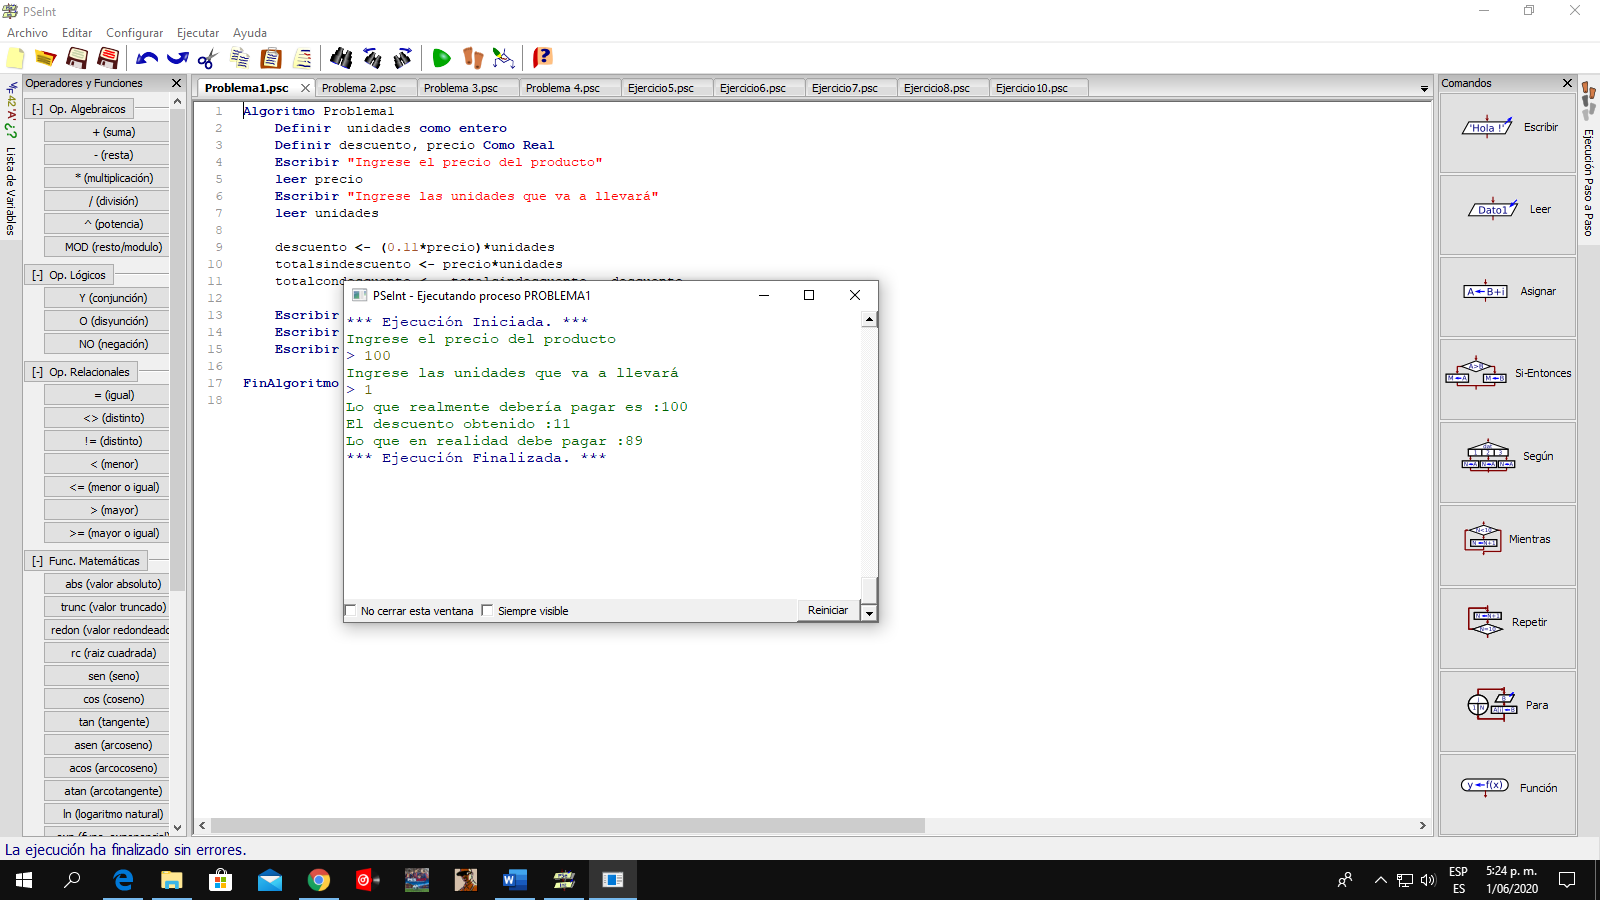 PSeInt
Archivo Editar Configurar Ejecutar Ayuda
Operadores y Funciones
Problema1.psc Problema 2.psc Problema 3.psc Problema 4.psc Ejercicio5.psc Ejercicio6.psc Ejercicio7.psc Ejercicio8.psc Ejercicio10.psc
Comandos
Lista de Variables
[-] Op. Algebraicos
+ (suma)
- (resta)
* (multiplicación)
/ (división)
^ (potencia)
MOD (resto/modulo)
[-] Op. Lógicos
Y (conjunción)
O (disyunción)
NO (negación)
[-] Op. Relacionales
= (igual)
<> (distinto)
!= (distinto)
< (menor)
<= (menor o igual)
> (mayor)
>= (mayor o igual)
[-] Func. Matemáticas
abs (valor absoluto)
trunc (valor truncado)
redon (valor redondeado
rc (raiz cuadrada)
sen (seno)
cos (coseno)
tan (tangente)
asen (arcoseno)
acos (arcocoseno)
atan (arcotangente)
ln (logaritmo natural)
1 Algoritmo Problema1
2 Definir unidades como entero
3 Definir descuento, precio Como Real
4 Escribir "Ingrese el precio del producto"
5 leer precio
6 Escribir "Ingrese las unidades que va a llevará"
7 leer unidades
8
9 descuento <- (0.11*precio)*unidades
10 totalsindescuento <- precio*unidades
11 totalcondescuento <- totalsindescuento - descuento
12
13 Escribir
14 Escribir
15 Escribir
16
17 FinAlgoritmo
18
PSeInt - Ejecutando proceso PROBLEMA1
*** Ejecución Iniciada. ***
Ingrese el precio del producto
> 100
Ingrese las unidades que va a llevará
> 1
Lo que realmente debería pagar es :100
El descuento obtenido :11
Lo que en realidad debe pagar :89
*** Ejecución Finalizada. ***
No cerrar esta ventana Siempre visible Reiniciar
'Hola !' Escribir
Dato1 Leer
A←B+i Asignar
A>B M←A M←B Si-Entonces
Según
Mientras
Repetir
Para
y←f(x) Función
Ejecución Paso a Paso
La ejecución ha finalizado sin errores.
ESP
ES
5:24 p. m.
1/06/2020